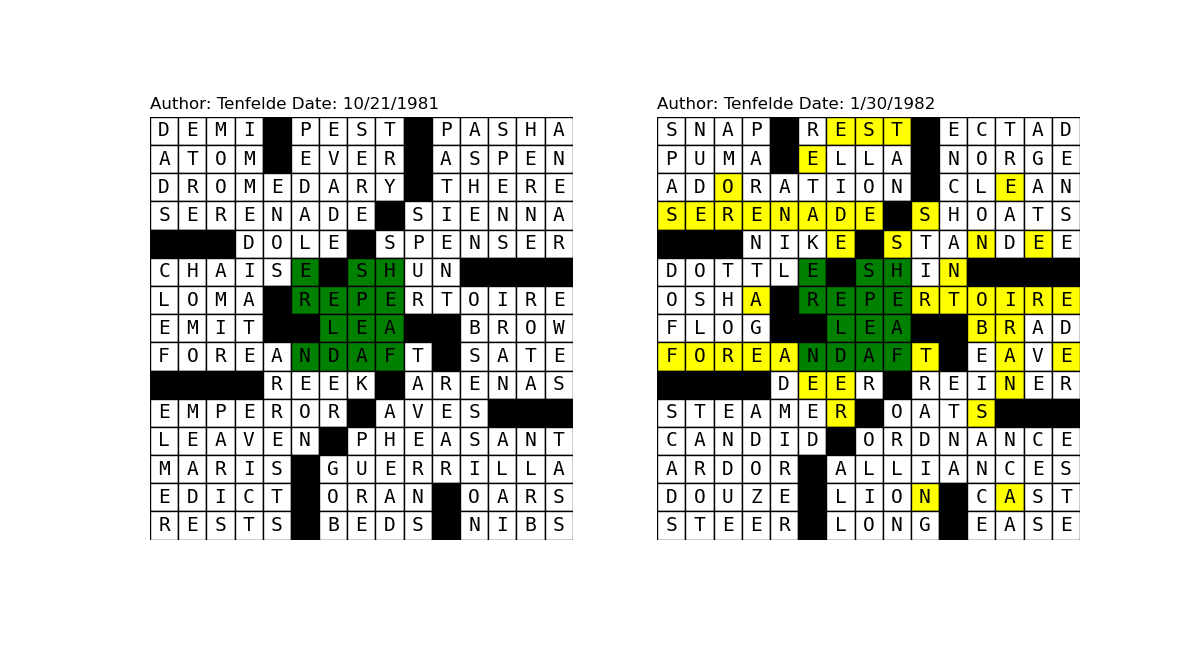 Author: Tenfelde Date: 10/21/1981
DEMI PEST PASHA
ATOM EVER ASPEN
DROMEDARY THERE
SERENADE SIENNA
DOLE SPENSER
CHAISE SHUN
LOMA REPERTOIRE
EMIT LEA BROW
FOREANDAFT SATE
REEK ARENAS
EMPEROR AVES
LEAVEN PHEASANT
MARIS GUERRILLA
EDICT ORAN OARS
RESTS BEDS NIBS
Author: Tenfelde Date: 1/30/1982
SNAP REST ECTAD
PUMA ELLA NORGE
ADORATION CLEAN
SERENADE SHOATS
NIKE STANDEE
DOTTLE SHIN
OSHA REPERTOIRE
FLOG LEA BRAD
FOREANDAFT EAVE
DEER REINER
STEAMER OATS
CANDID ORDNANCE
ARDOR ALLIANCES
DOUZE LION CAST
STEER LONG EASE